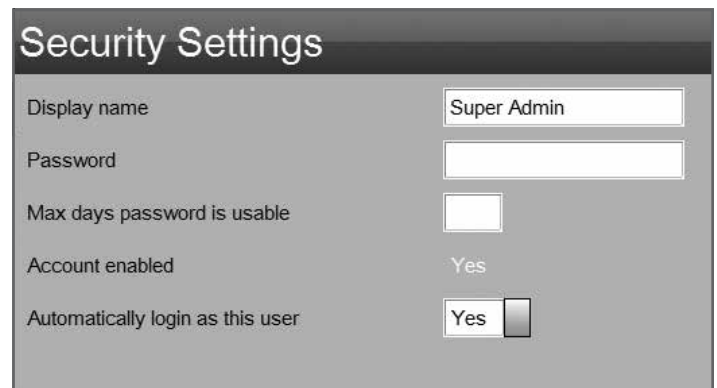 Security Settings
Display name Super Admin
Password
Max days password is usable
Account enabled Yes
Automatically login as this user Yes